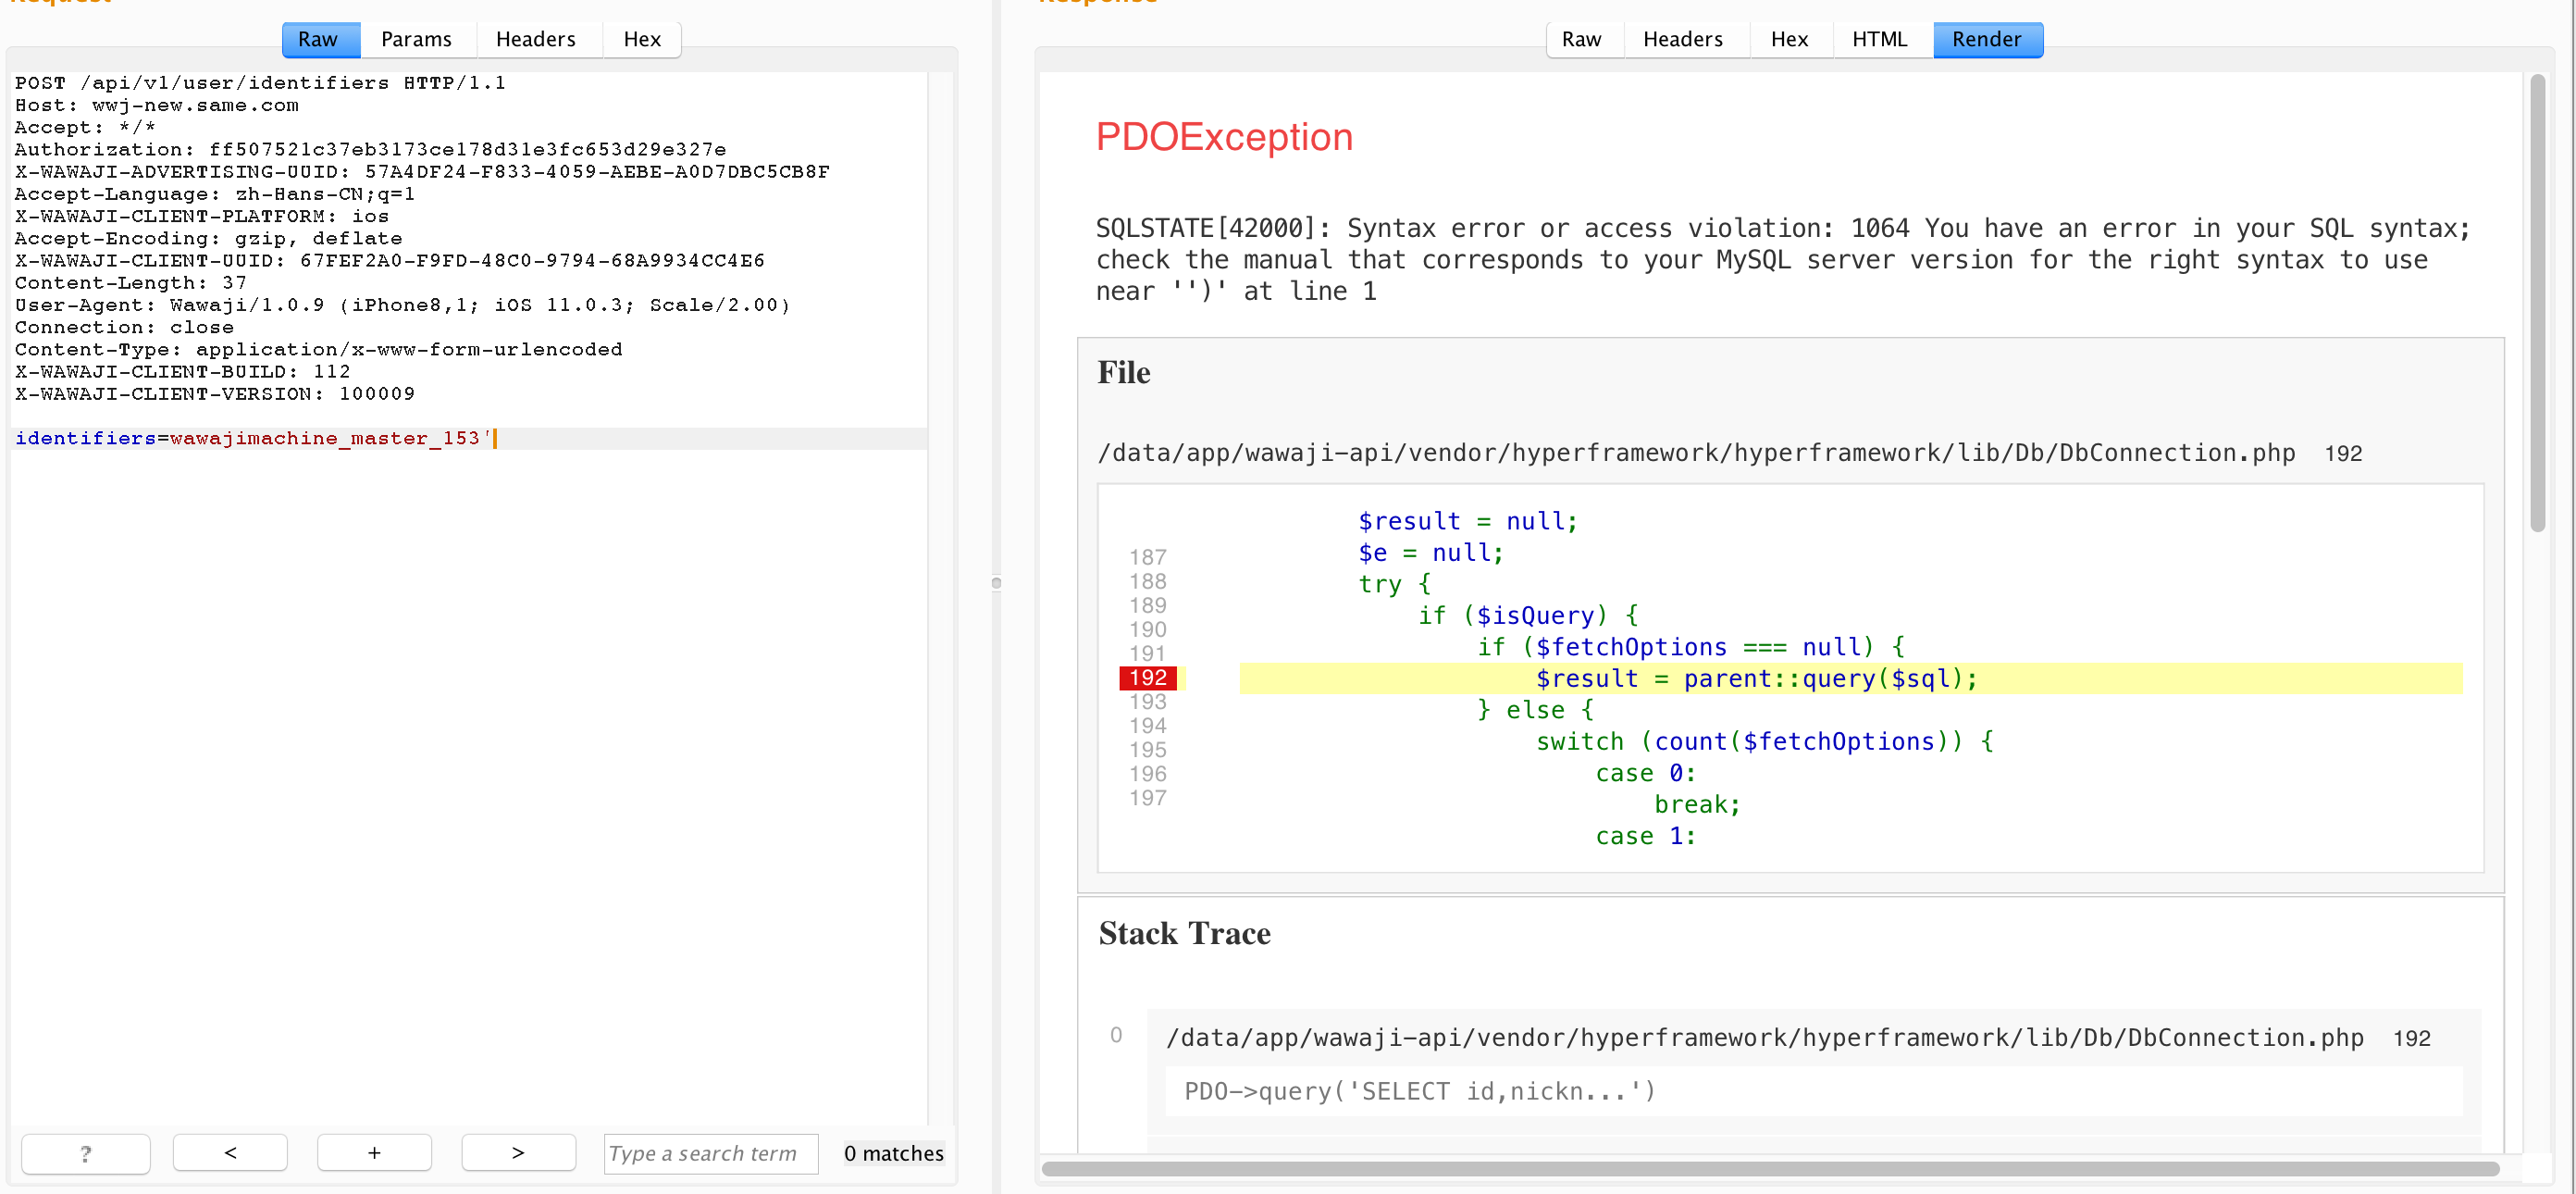 Request
Response
Raw Params Headers Hex
Raw Headers Hex HTML Render
POST /api/v1/user/identifiers HTTP/1.1
Host: wwj-new.same.com
Accept: */*
Authorization: ff507521c37eb3173ce178d31e3fc653d29e327e
X-WAWAJI-ADVERTISING-UUID: 57A4DF24-F833-4059-AEBE-A0D7DBC5CB8F
Accept-Language: zh-Hans-CN;q=1
X-WAWAJI-CLIENT-PLATFORM: ios
Accept-Encoding: gzip, deflate
X-WAWAJI-CLIENT-UUID: 67FEF2A0-F9FD-48C0-9794-68A9934CC4E6
Content-Length: 37
User-Agent: Wawaji/1.0.9 (iPhone8,1; iOS 11.0.3; Scale/2.00)
Connection: close
Content-Type: application/x-www-form-urlencoded
X-WAWAJI-CLIENT-BUILD: 112
X-WAWAJI-CLIENT-VERSION: 100009
identifiers=wawajimachine_master_153'
? < + > Type a search term 0 matches
PDOException
SQLSTATE[42000]: Syntax error or access violation: 1064 You have an error in your SQL syntax;
check the manual that corresponds to your MySQL server version for the right syntax to use
near '')' at line 1
File
/data/app/wawaji-api/vendor/hyperframework/hyperframework/lib/Db/DbConnection.php 192
$result = null;
187
$e = null;
188
try {
189
if ($isQuery) {
190
if ($fetchOptions === null) {
191
192 $result = parent::query($sql);
193
} else {
194
switch (count($fetchOptions)) {
195
196 case 0:
197
break;
case 1:
Stack Trace
0 /data/app/wawaji-api/vendor/hyperframework/hyperframework/lib/Db/DbConnection.php 192
PDO->query('SELECT id,nickn...')